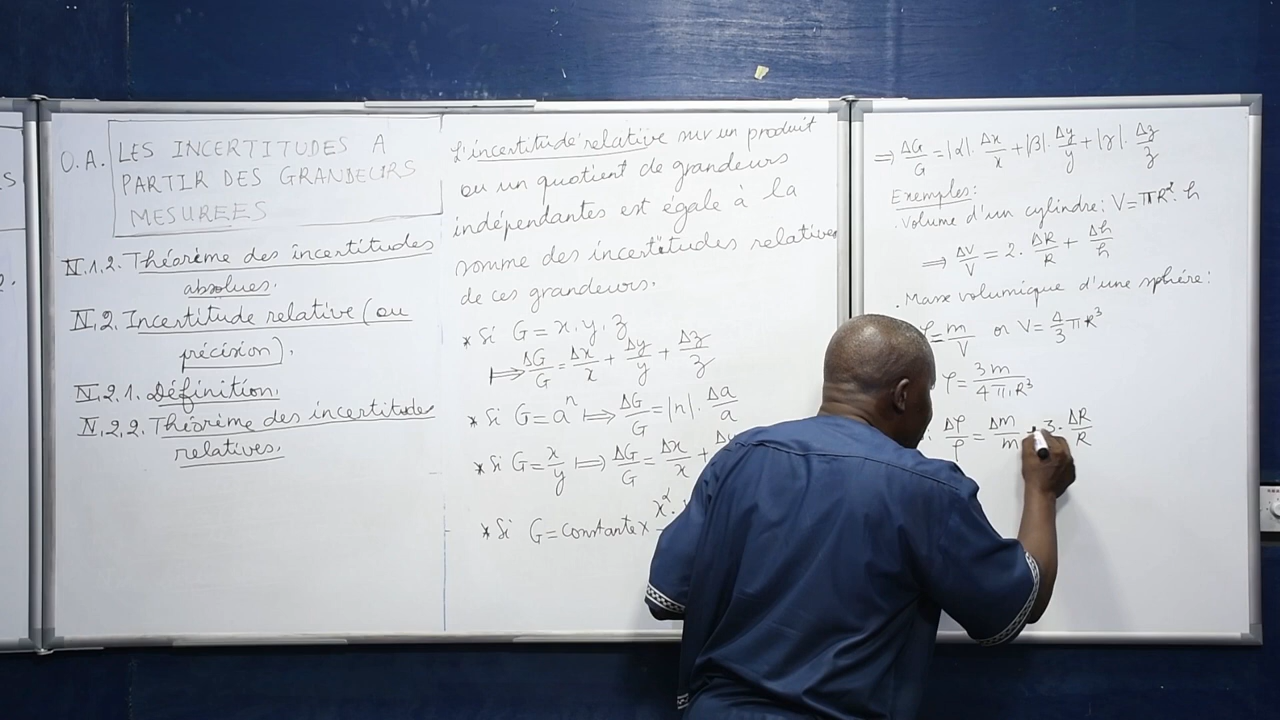 S
2.
O.A. LES INCERTITUDES A
PARTIR DES GRANDEURS
MESUREES
IV.1.2. Théorème des incertitudes
absolues.
IV.2. Incertitude relative (ou
précision).
IV.2.1. Définition.
IV.2.2. Théorème des incertitudes
relatives.
L'incertitude relative sur un produit
ou un quotient de grandeurs
indépendantes est égale à la
somme des incertitudes relatives
de ces grandeurs.
* Si G = x.y.z
⟼ ΔG/G = Δx/x + Δy/y + Δz/z
* Si G = aⁿ ⟹ ΔG/G = |n|. Δa/a
* Si G = x/y ⟹ ΔG/G = Δx/x +
* Si G = constante × x^α.
⟹ ΔG/G = |α|. Δx/x + |β|. Δy/y + |γ|. Δz/z
Exemples:
. Volume d'un cylindre: V = πR². h
⟹ ΔV/V = 2. ΔR/R + Δh/h
. Masse volumique d'une sphère:
ρ = m/V or V = 4/3 π R³
ρ = 3m/4πR³
Δρ/ρ = Δm/m + 3. ΔR/R